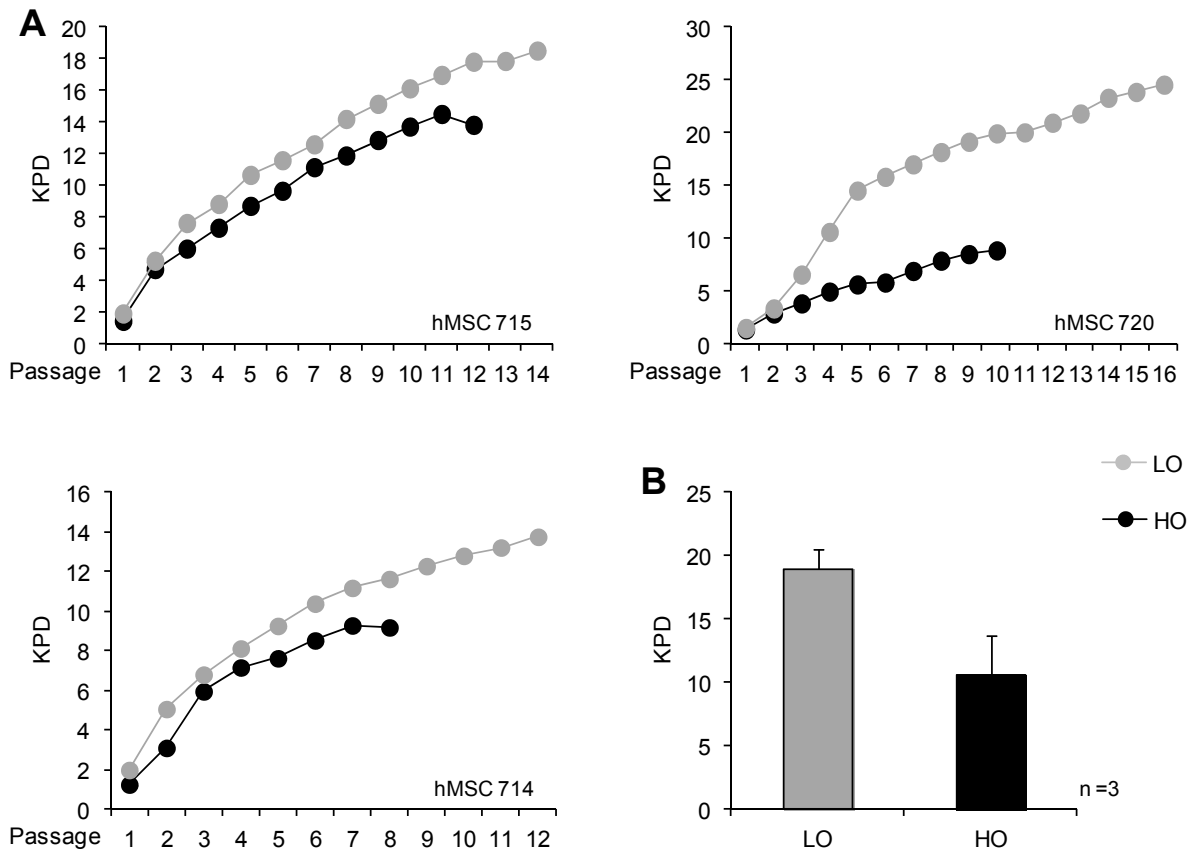 A
20
18
16
14
12
10
8
6
4
2
0
KPD
hMSC 715
Passage 1 2 3 4 5 6 7 8 9 10 11 12 13 14
30
25
20
15
10
5
0
KPD
hMSC 720
Passage 1 2 3 4 5 6 7 8 9 10 11 12 13 14 15 16
16
14
12
10
8
6
4
2
0
KPD
hMSC 714
Passage 1 2 3 4 5 6 7 8 9 10 11 12
B
25
20
15
10
5
0
KPD
n =3
LO HO
LO
HO